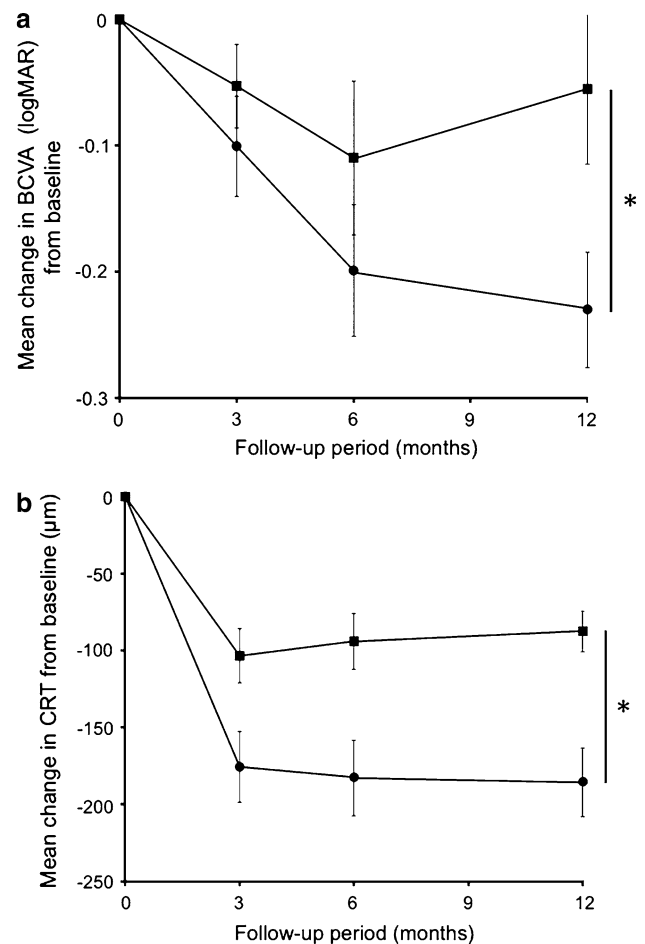 a
Mean change in BCVA (logMAR)
from baseline
0
-0.1
-0.2
-0.3
*
0 3 6 9 12
Follow-up period (months)
b
Mean change in CRT from baseline (μm)
0
-50
-100
-150
-200
-250
*
0 3 6 9 12
Follow-up period (months)